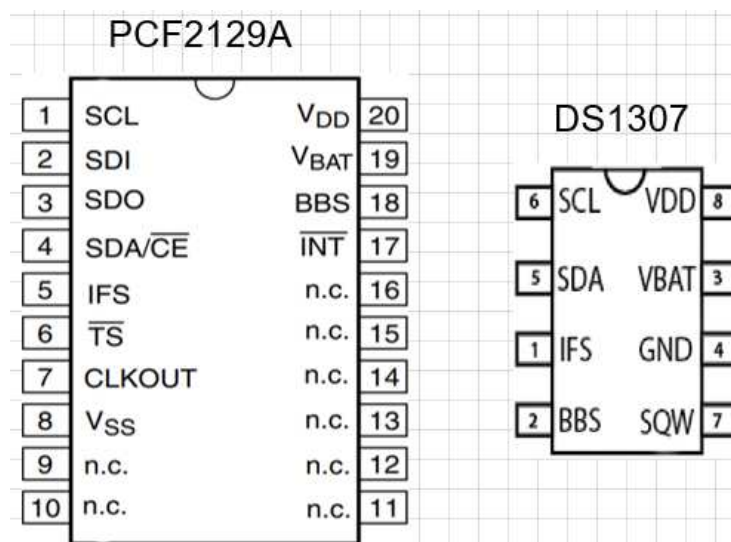 PCF2129A
1 SCL VDD 20
2 SDI VBAT 19
3 SDO BBS 18
4 SDA/CE INT 17
5 IFS n.c. 16
6 TS n.c. 15
7 CLKOUT n.c. 14
8 VSS n.c. 13
9 n.c. n.c. 12
10 n.c. n.c. 11
DS1307
6 SCL VDD 8
5 SDA VBAT 3
1 IFS GND 4
2 BBS SQW 7